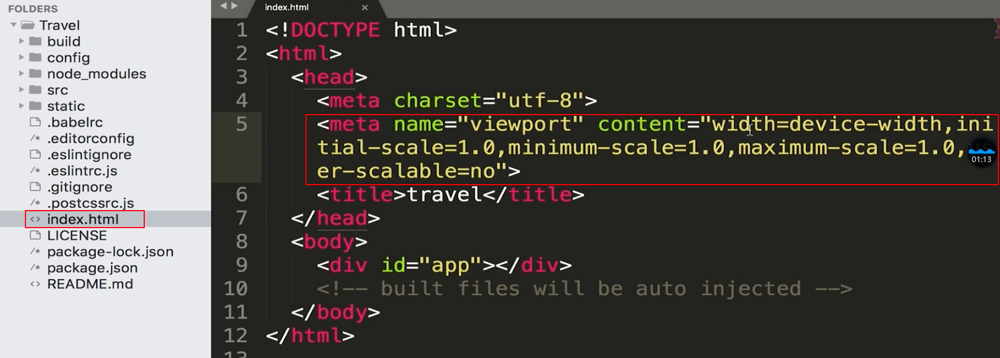 FOLDERS
Travel
build
config
node_modules
src
static
.babelrc
.editorconfig
.eslintignore
.eslintrc.js
.gitignore
.postcssrc.js
index.html
LICENSE
package-lock.json
package.json
README.md
index.html ×
1 <!DOCTYPE html>
2 <html>
3 <head>
4 <meta charset="utf-8">
5 <meta name="viewport" content="width=device-width,ini
tial-scale=1.0,minimum-scale=1.0,maximum-scale=1.0,us
er-scalable=no">
01:13
6 <title>travel</title>
7 </head>
8 <body>
9 <div id="app"></div>
10 <!-- built files will be auto injected -->
11 </body>
12 </html>
13